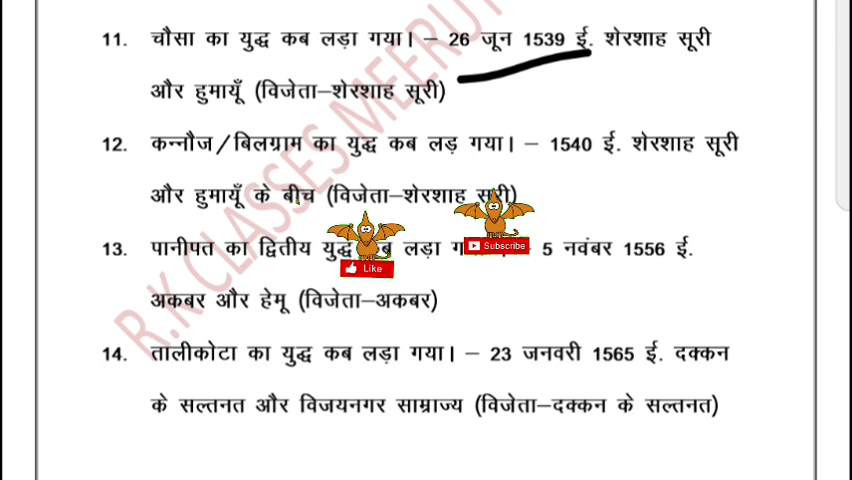 11. चौसा का युद्ध कब लड़ा गया। – 26 जून 1539 ई. शेरशाह सूरी
और हुमायूँ (विजेता–शेरशाह सूरी)
12. कन्नौज/बिलग्राम का युद्ध कब लड़ गया। – 1540 ई. शेरशाह सूरी
और हुमायूँ के बीच (विजेता–शेरशाह सूरी)
13. पानीपत का द्वितीय युद्ध कब लड़ा 5 नवंबर 1556 ई.
Like
Subscribe
अकबर और हेमू (विजेता–अकबर)
14. तालीकोटा का युद्ध कब लड़ा गया। – 23 जनवरी 1565 ई. दक्कन
के सल्तनत और विजयनगर साम्राज्य (विजेता–दक्कन के सल्तनत)
R.K CLASSES MEERUT